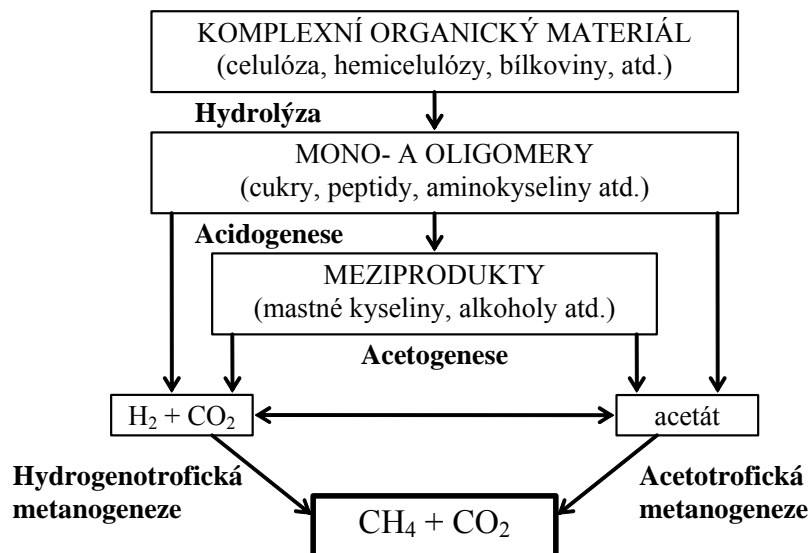 KOMPLEXNÍ ORGANICKÝ MATERIÁL
(celulóza, hemicelulózy, bílkoviny, atd.)
Hydrolýza
MONO- A OLIGOMERY
(cukry, peptidy, aminokyseliny atd.)
Acidogenese
MEZIPRODUKTY
(mastné kyseliny, alkoholy atd.)
Acetogenese
H₂ + CO₂
acetát
Hydrogenotrofická
metanogeneze
Acetotrofická
metanogeneze
CH₄ + CO₂